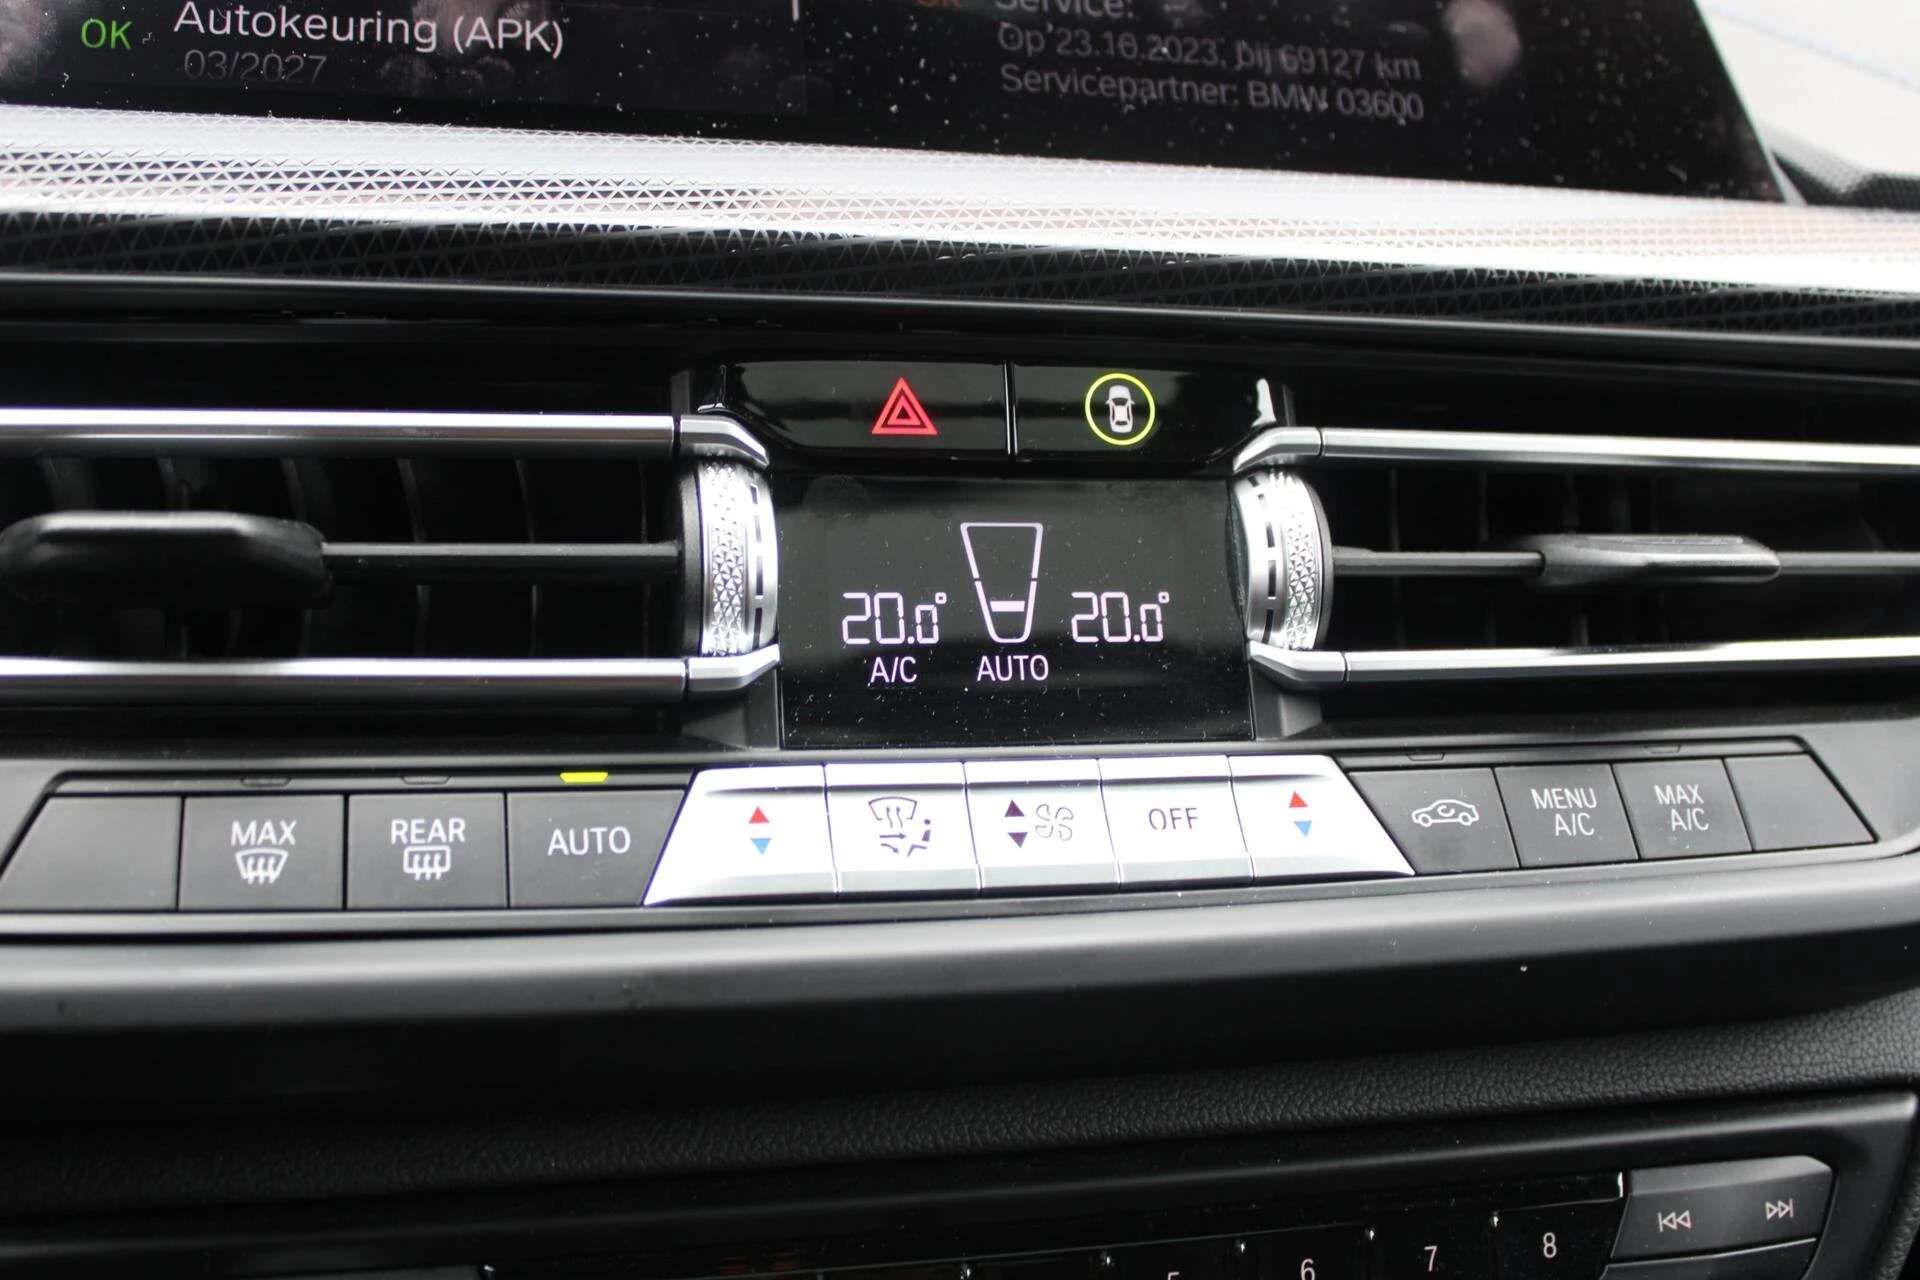 OK
Autokeuring (APK)
03/2027
Service:
Op 23.10.2023, bij 69127 km
Servicepartner: BMW 03600
20.0° 20.0°
A/C AUTO
MAX
REAR
AUTO
OFF
MENU
A/C
MAX
A/C
6
7
8